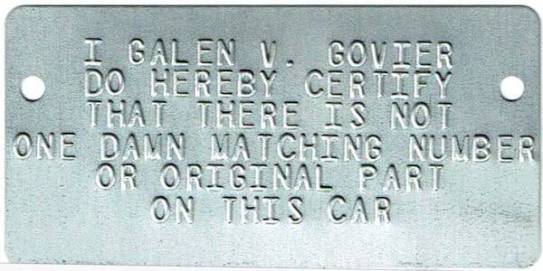 I GALEN V. GOVIER
DO HEREBY CERTIFY
THAT THERE IS NOT
ONE DAMN MATCHING NUMBER
OR ORIGINAL PART
ON THIS CAR